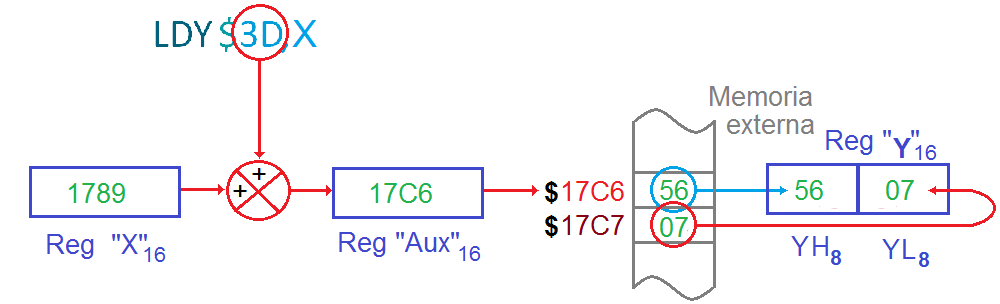 LDY $3D,X
Memoria
externa
Reg "Y"16
1789
+
+
17C6
$17C6
56
56
07
$17C7
07
Reg "X"16
Reg "Aux"16
YH8
YL8